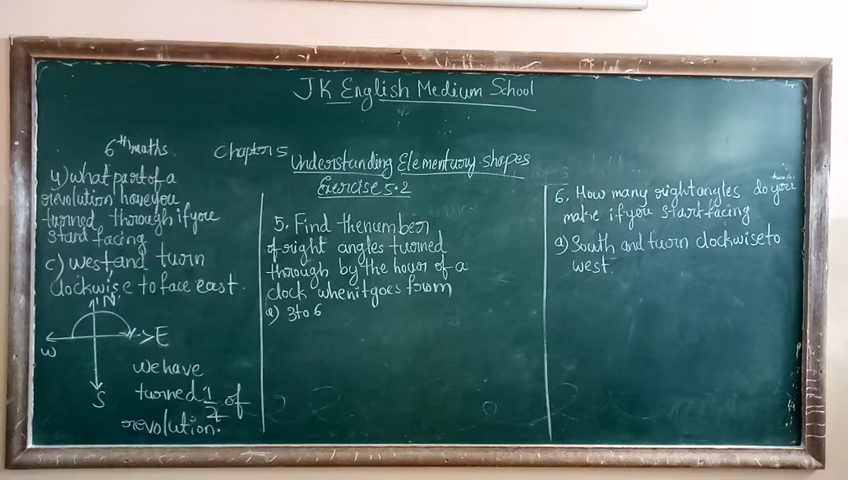 JK English Medium School
6th maths.
Chapter 5 Understanding Elementary shapes
Exercise 5.2
4) what part of a
revolution have you
turned through if you
start facing
c) west and turn
clockwise to face east.
N
W
E
S
we have
turned 1/2 of
revolution.
5. Find the number
of right angles turned
through by the hour of a
clock when it goes from
a) 3 to 6
6. How many right angles do you
make if you start facing
a) South and turn clockwise to
west.